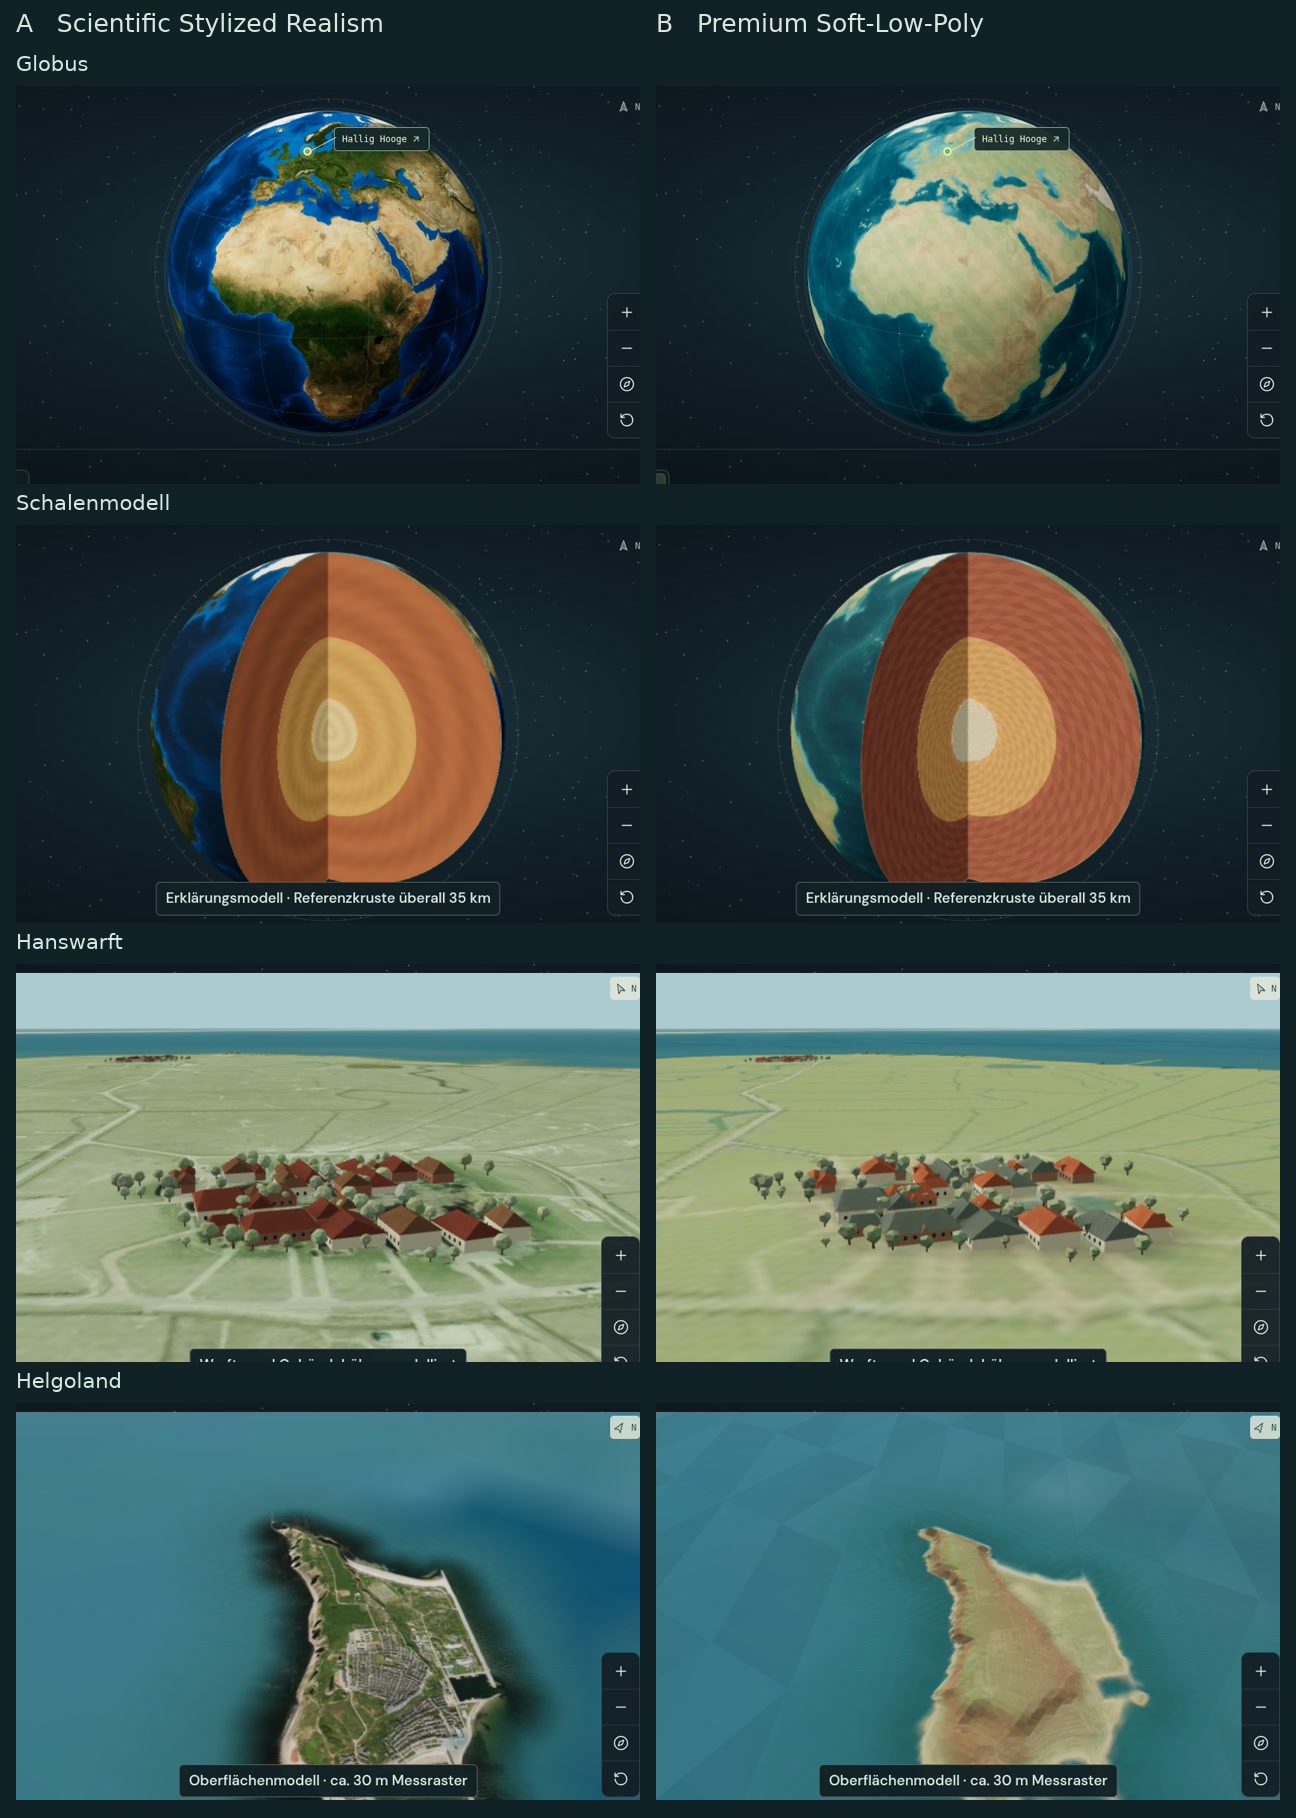 A Scientific Stylized Realism
B Premium Soft-Low-Poly
Globus
N
Hallig Hooge ↗
N
Hallig Hooge ↗
Schalenmodell
N
Erklärungsmodell · Referenzkruste überall 35 km
N
Erklärungsmodell · Referenzkruste überall 35 km
Hanswarft
N
N
Helgoland
N
Oberflächenmodell · ca. 30 m Messraster
N
Oberflächenmodell · ca. 30 m Messraster